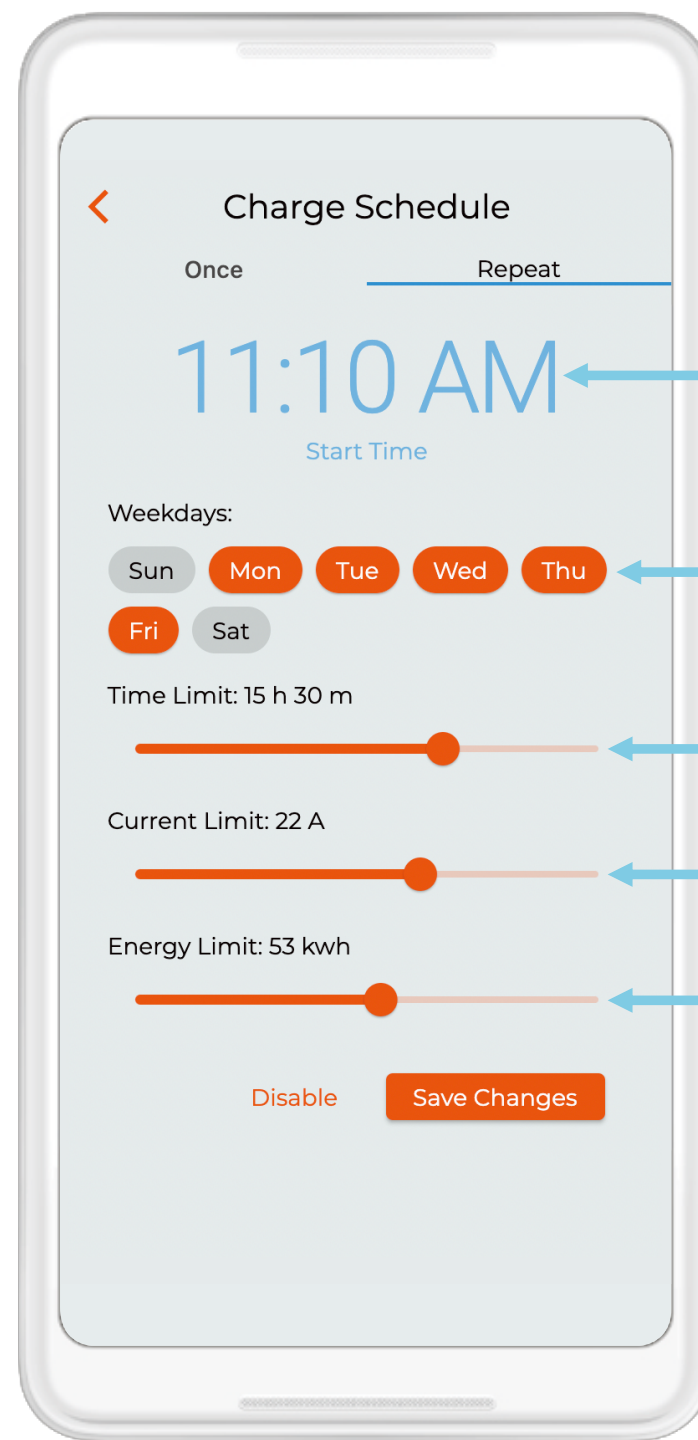 Charge Schedule
Once Repeat
11:10 AM
Start Time
Weekdays:
Sun Mon Tue Wed Thu
Fri Sat
Time Limit: 15 h 30 m
Current Limit: 22 A
Energy Limit: 53 kwh
Disable Save Changes